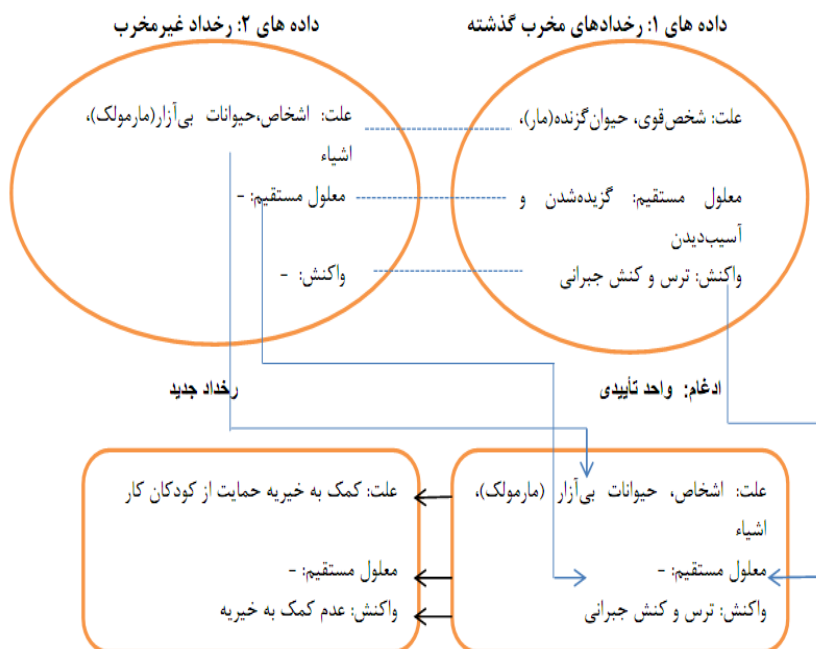 داده های ۱: رخدادهای مخرب گذشته
داده های ۲: رخداد غیرمخرب
علت: شخص‌قوی، حیوان‌گزنده(مار)،
معلول مستقیم: گزیده‌شدن و
آسیب‌دیدن
واکنش: ترس و کنش جبرانی
علت: اشخاص،حیوانات بی‌آزار(مارمولک)،
اشیاء
معلول مستقیم: -
واکنش: -
ادغام: واحد تأییدی
رخداد جدید
علت: اشخاص، حیوانات بی‌آزار (مارمولک)،
اشیاء
معلول مستقیم: -
واکنش: ترس و کنش جبرانی
علت: کمک به خیریه حمایت از کودکان کار
معلول مستقیم: -
واکنش: عدم کمک به خیریه